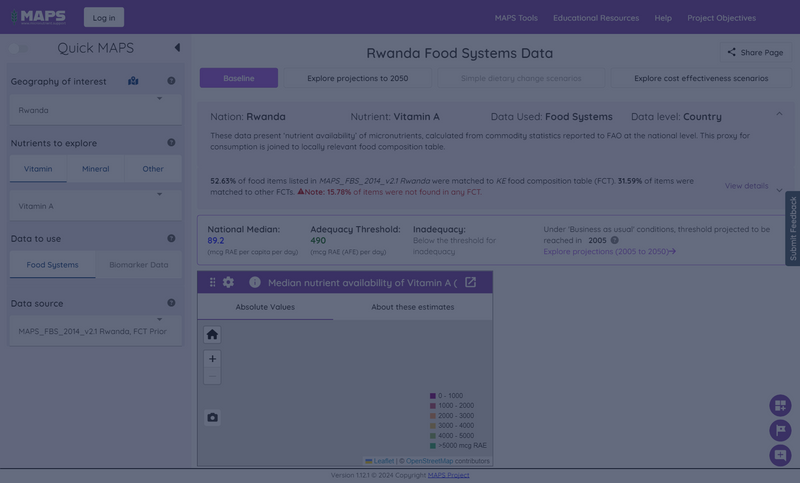 MAPS
Log in
MAPS Tools
Educational Resources
Help
Project Objectives
Quick MAPS
Geography of interest
Rwanda
Nutrients to explore
Vitamin
Mineral
Other
Vitamin A
Data to use
Food Systems
Biomarker Data
Data source
MAPS_FBS_2014_v2.1 Rwanda, FCT Prior
Rwanda Food Systems Data
Share Page
Baseline
Explore projections to 2050
Simple dietary change scenarios
Explore cost effectiveness scenarios
Nation: Rwanda
Nutrient: Vitamin A
Data Used: Food Systems
Data level: Country
These data present 'nutrient availability' of micronutrients, calculated from commodity statistics reported to FAO at the national level. This proxy for
consumption is joined to locally relevant food composition table.
52.63% of food items listed in MAPS_FBS_2014_v2.1 Rwanda were matched to KE food composition table (FCT). 31.59% of items were
matched to other FCTs. Note: 15.78% of items were not found in any FCT.
View details
National Median:
89.2
(mcg RAE per capita per day)
Adequacy Threshold:
490
(mcg RAE (AFE) per day)
Inadequacy:
Below the threshold for
inadequacy
Under 'Business as usual' conditions, threshold projected to be
reached in 2005
Explore projections (2005 to 2050)
Submit Feedback
Median nutrient availability of Vitamin A (
Absolute Values
About these estimates
+
−
0 - 1000
1000 - 2000
2000 - 3000
3000 - 4000
4000 - 5000
>5000 mcg RAE
Leaflet | © OpenStreetMap contributors
Version 1.12.1 © 2024 Copyright MAPS Project